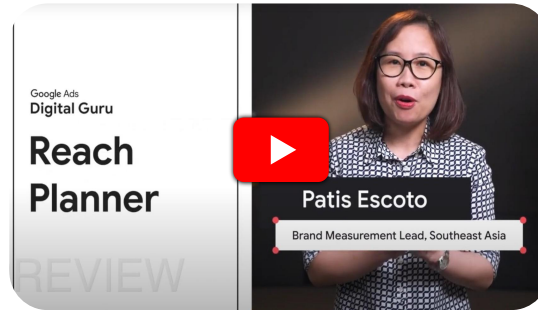 Google Ads
Digital Guru
Reach
Planner
Patis Escoto
Brand Measurement Lead, Southeast Asia
REVIEW